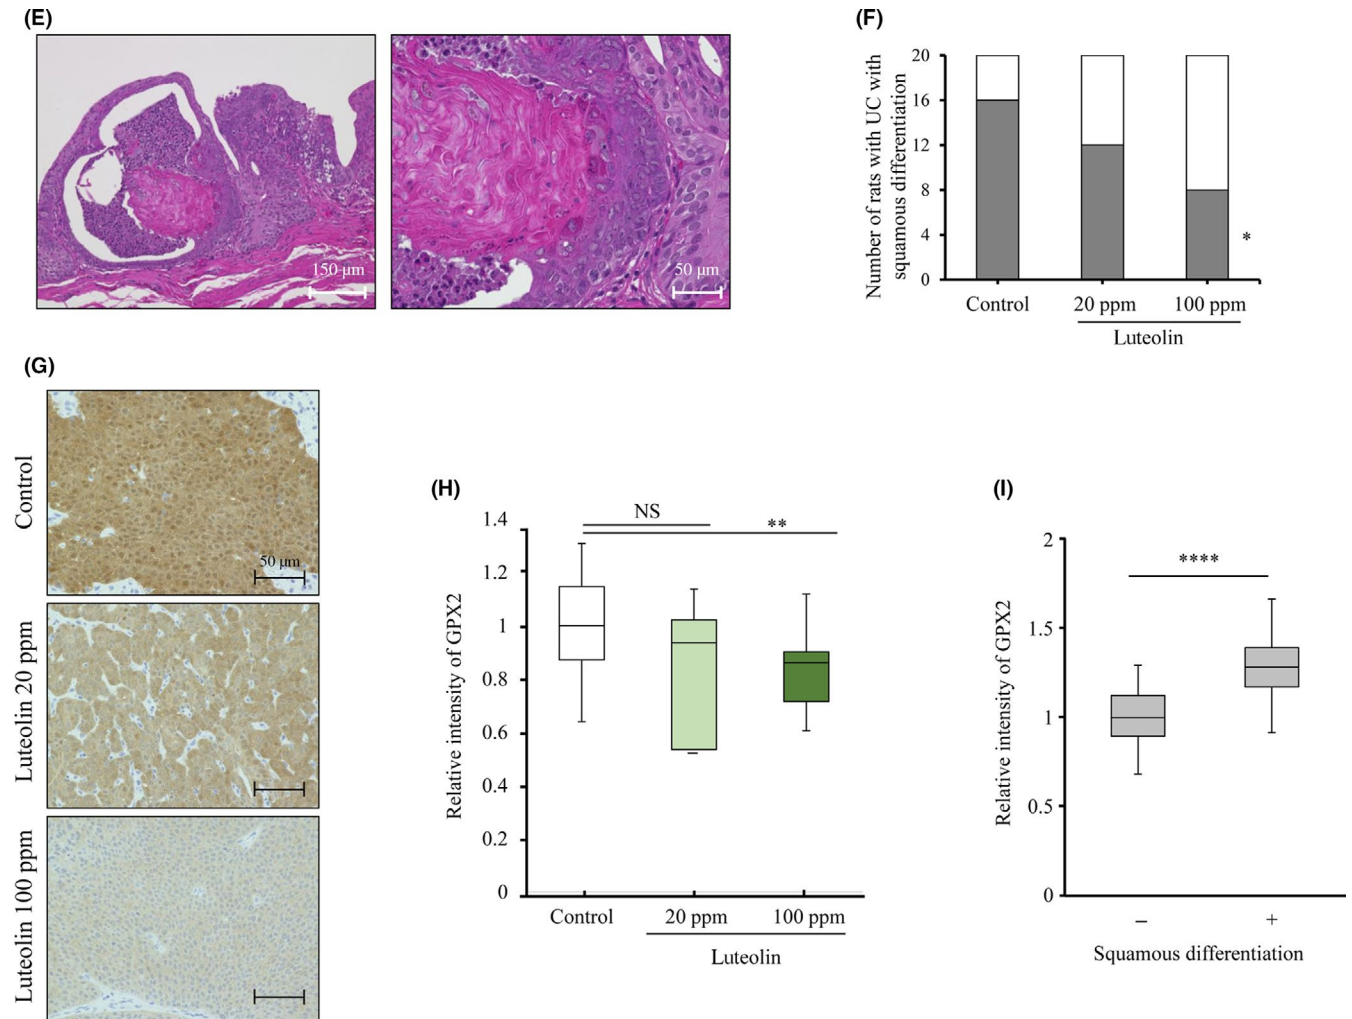 (E)
150 μm
50 μm
(F)
Number of rats with UC with
squamous differentiation
20
16
12
8
4
0
*
Control
20 ppm
100 ppm
Luteolin
(G)
Control
50 μm
Luteolin 20 ppm
Luteolin 100 ppm
(H)
Relative intensity of GPX2
1.4
1.2
1
0.8
0.6
0.4
0.2
0
NS
**
Control
20 ppm
100 ppm
Luteolin
(I)
Relative intensity of GPX2
2
1.5
1
0.5
0
****
−
+
Squamous differentiation